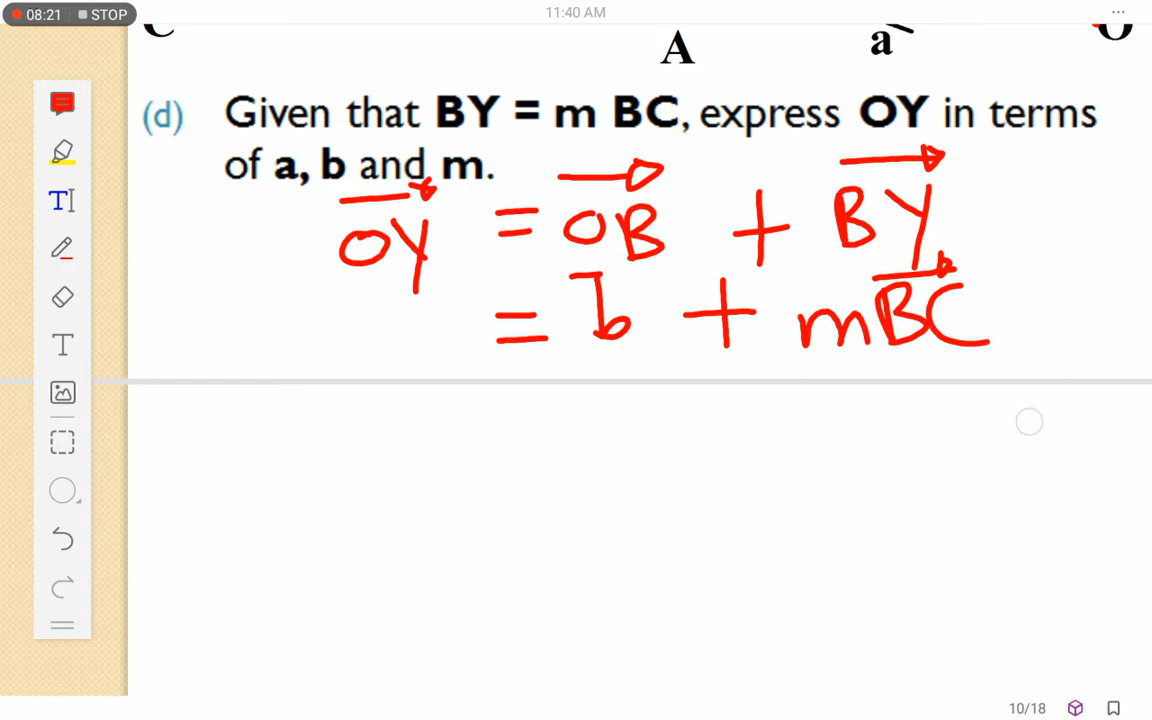 08:21 STOP
11:40 AM
C
A
a
O
(d) Given that BY = m BC, express OY in terms
of a, b and m.
OY = OB + BY
= b + mBC
T
T
10/18